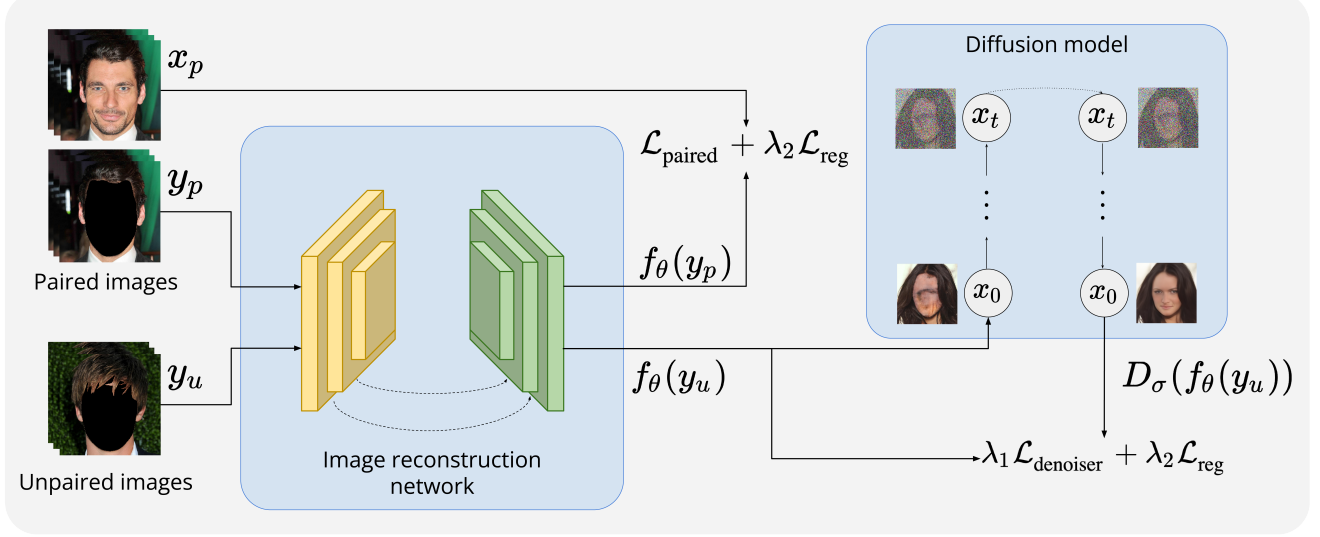 x_p
y_p
Paired images
y_u
Unpaired images
Image reconstruction
network
ℒ_paired + λ_2 ℒ_reg
f_θ(y_p)
f_θ(y_u)
Diffusion model
x_t x_t
x_0 x_0
D_σ(f_θ(y_u))
λ_1 ℒ_denoiser + λ_2 ℒ_reg